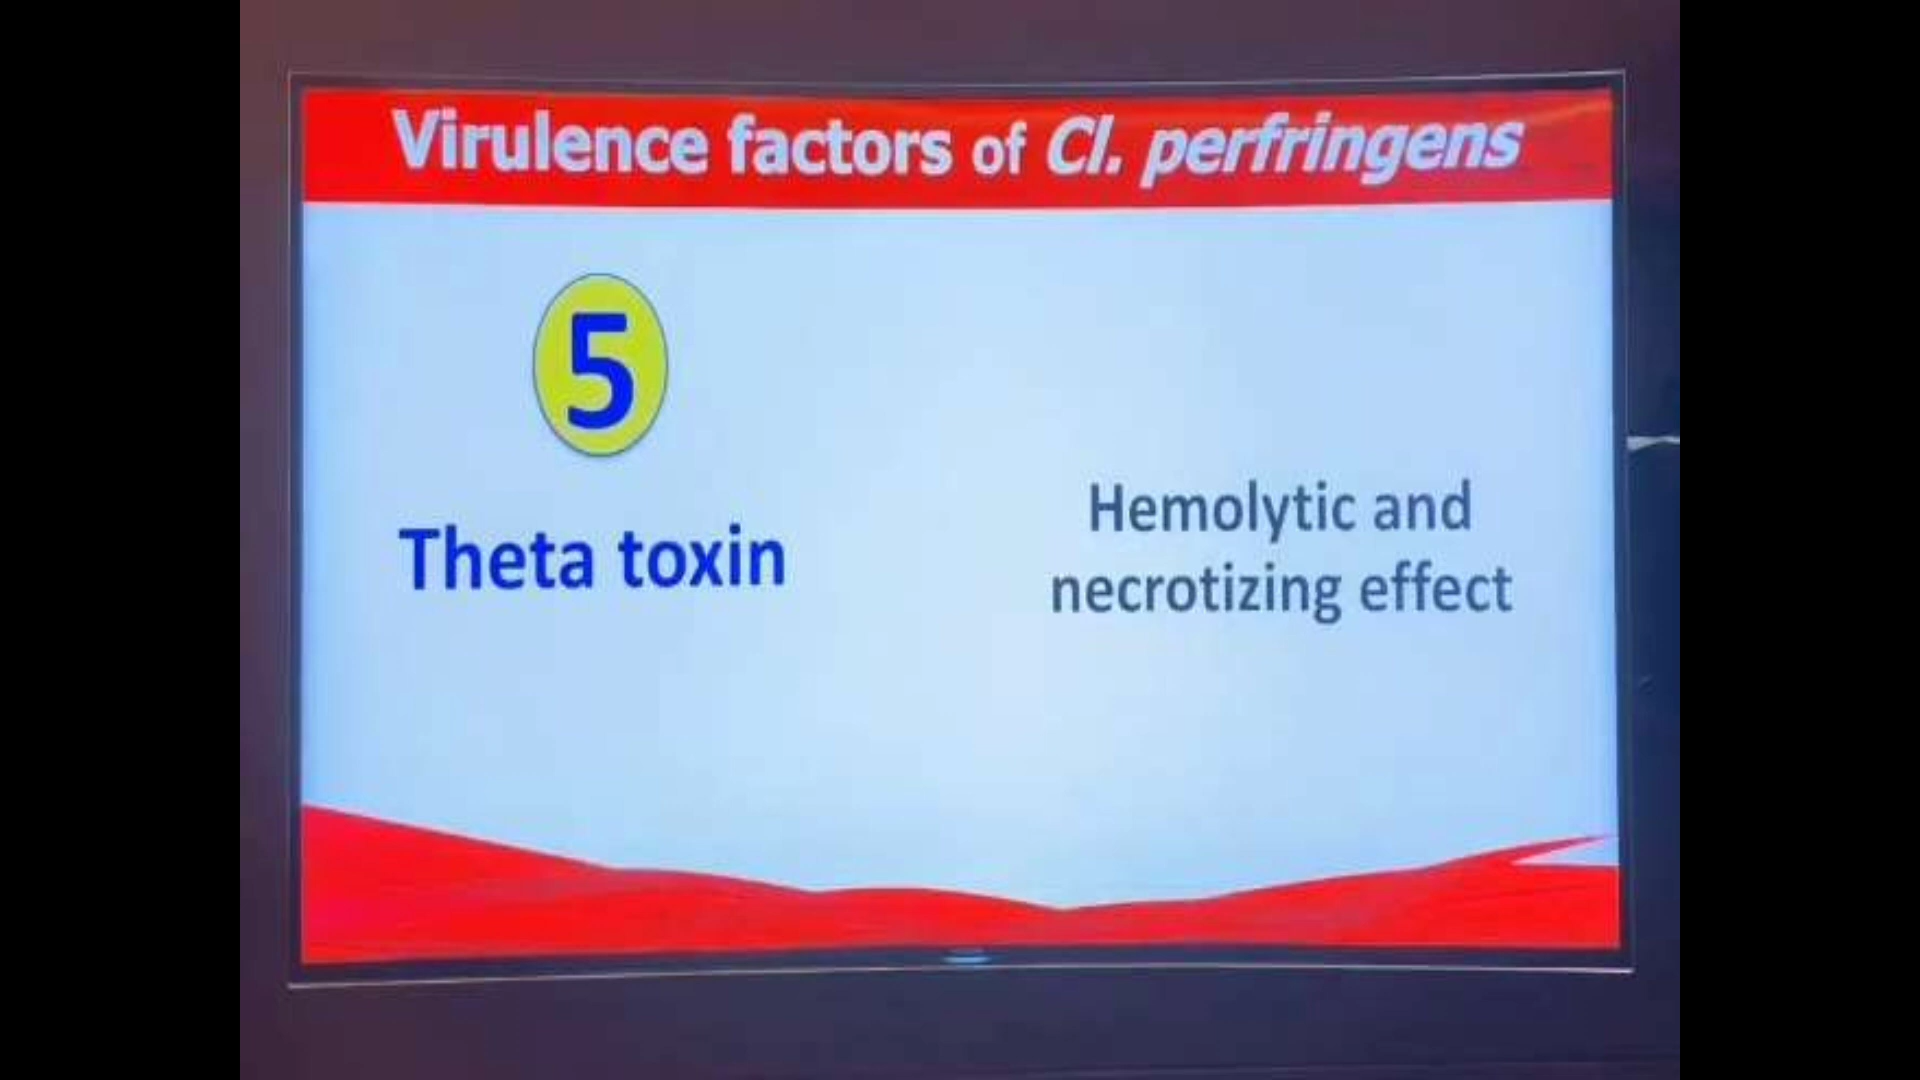 Virulence factors of Cl. perfringens
5
Theta toxin
Hemolytic and
necrotizing effect